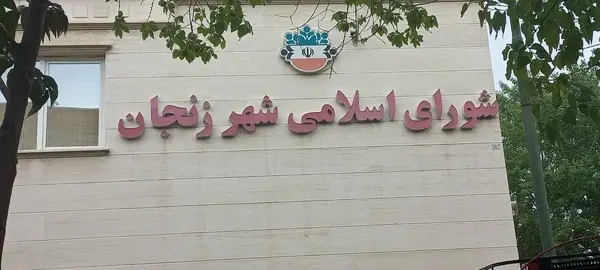 شورای اسلامی شهر زنجان